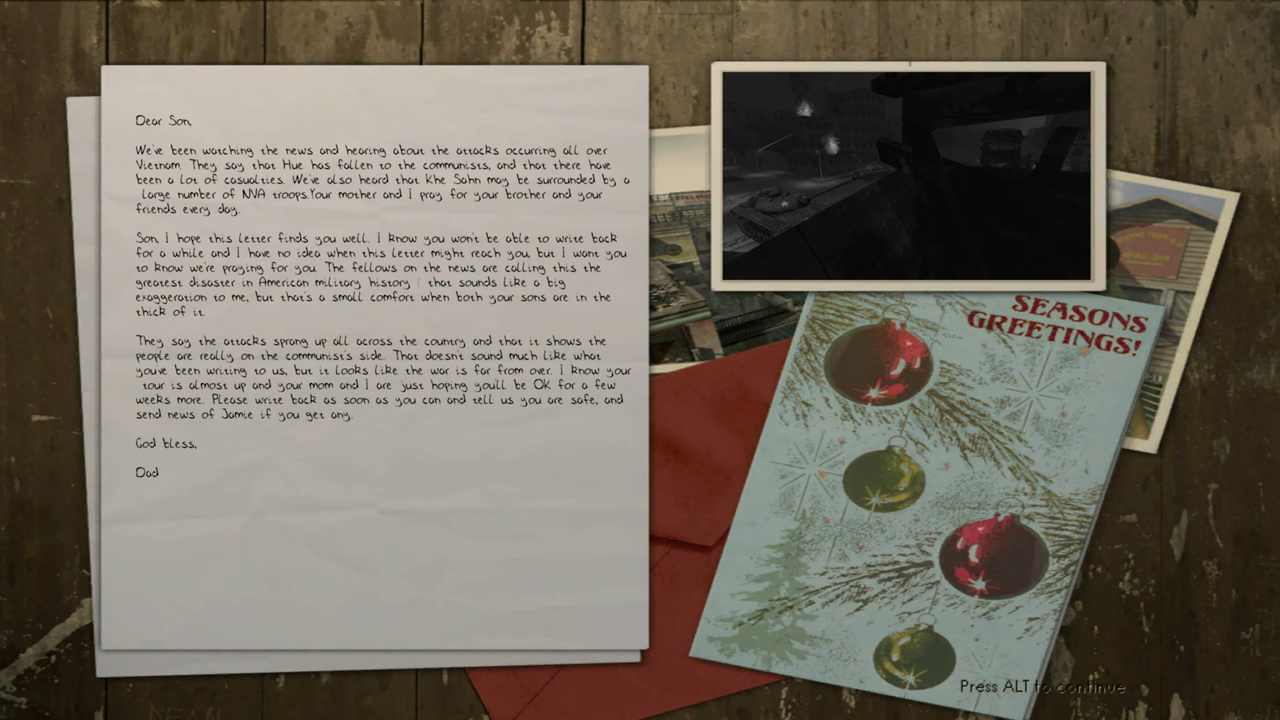 Dear Son,
We've been watching the news and hearing about the attacks occurring all over
Vietnam. They say that Hue has fallen to the communists, and that there have
been a lot of casualties. We've also heard that Khe Sahn may be surrounded by a
large number of NVA troops.Your mother and I pray for your brother and your
friends every day.
Son, I hope this letter finds you well. I know you won't be able to write back
for a while and I have no idea when this letter might reach you, but I want you
to know we're praying for you. The fellows on the news are calling this the
greatest disaster in American military history that sounds like a big
exaggeration to me, but that's a small comfort when both your sons are in the
thick of it.
They say the attacks sprang up all across the country and that it shows the
people are really on the communist's side. That doesn't sound much like what
you've been writing to us, but it looks like the war is far from over. I know your
tour is almost up and your mom and I are just hoping you'll be OK for a few
weeks more. Please write back as soon as you can and tell us you are safe, and
send news of Jamie if you get any.
God bless,
Dad
SEASONS
GREETINGS!
Press ALT to continue